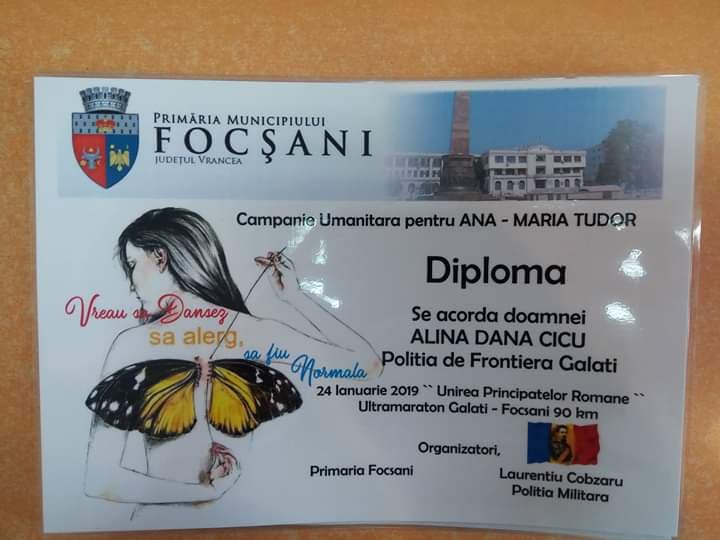 PRIMĂRIA MUNICIPIULUI
FOCŞANI
JUDEŢUL VRANCEA
Campanie Umanitara pentru ANA - MARIA TUDOR
Diploma
Vreau sa Dansez
sa alerg,
sa fiu
Normala
Se acorda doamnei
ALINA DANA CICU
Politia de Frontiera Galati
24 Ianuarie 2019 `` Unirea Principatelor Romane ``
Ultramaraton Galati - Focsani 90 km
Organizatori,
Primaria Focsani
Laurentiu Cobzaru
Politia Militara